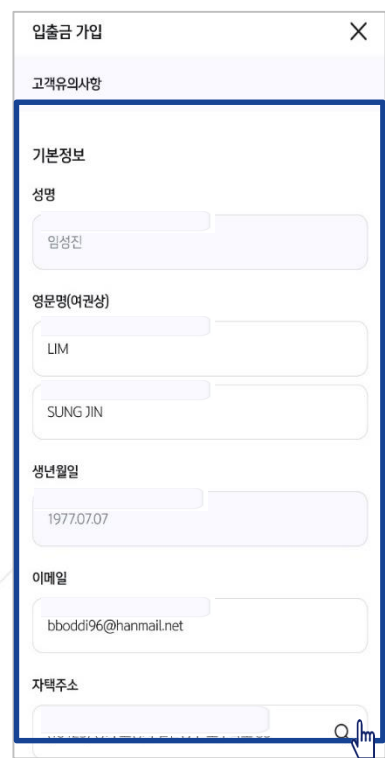 입출금 가입
고객유의사항
기본정보
성명
임성진
영문명(여권상)
LIM
SUNG JIN
생년월일
1977.07.07
이메일
bboddi96@hanmail.net
자택주소